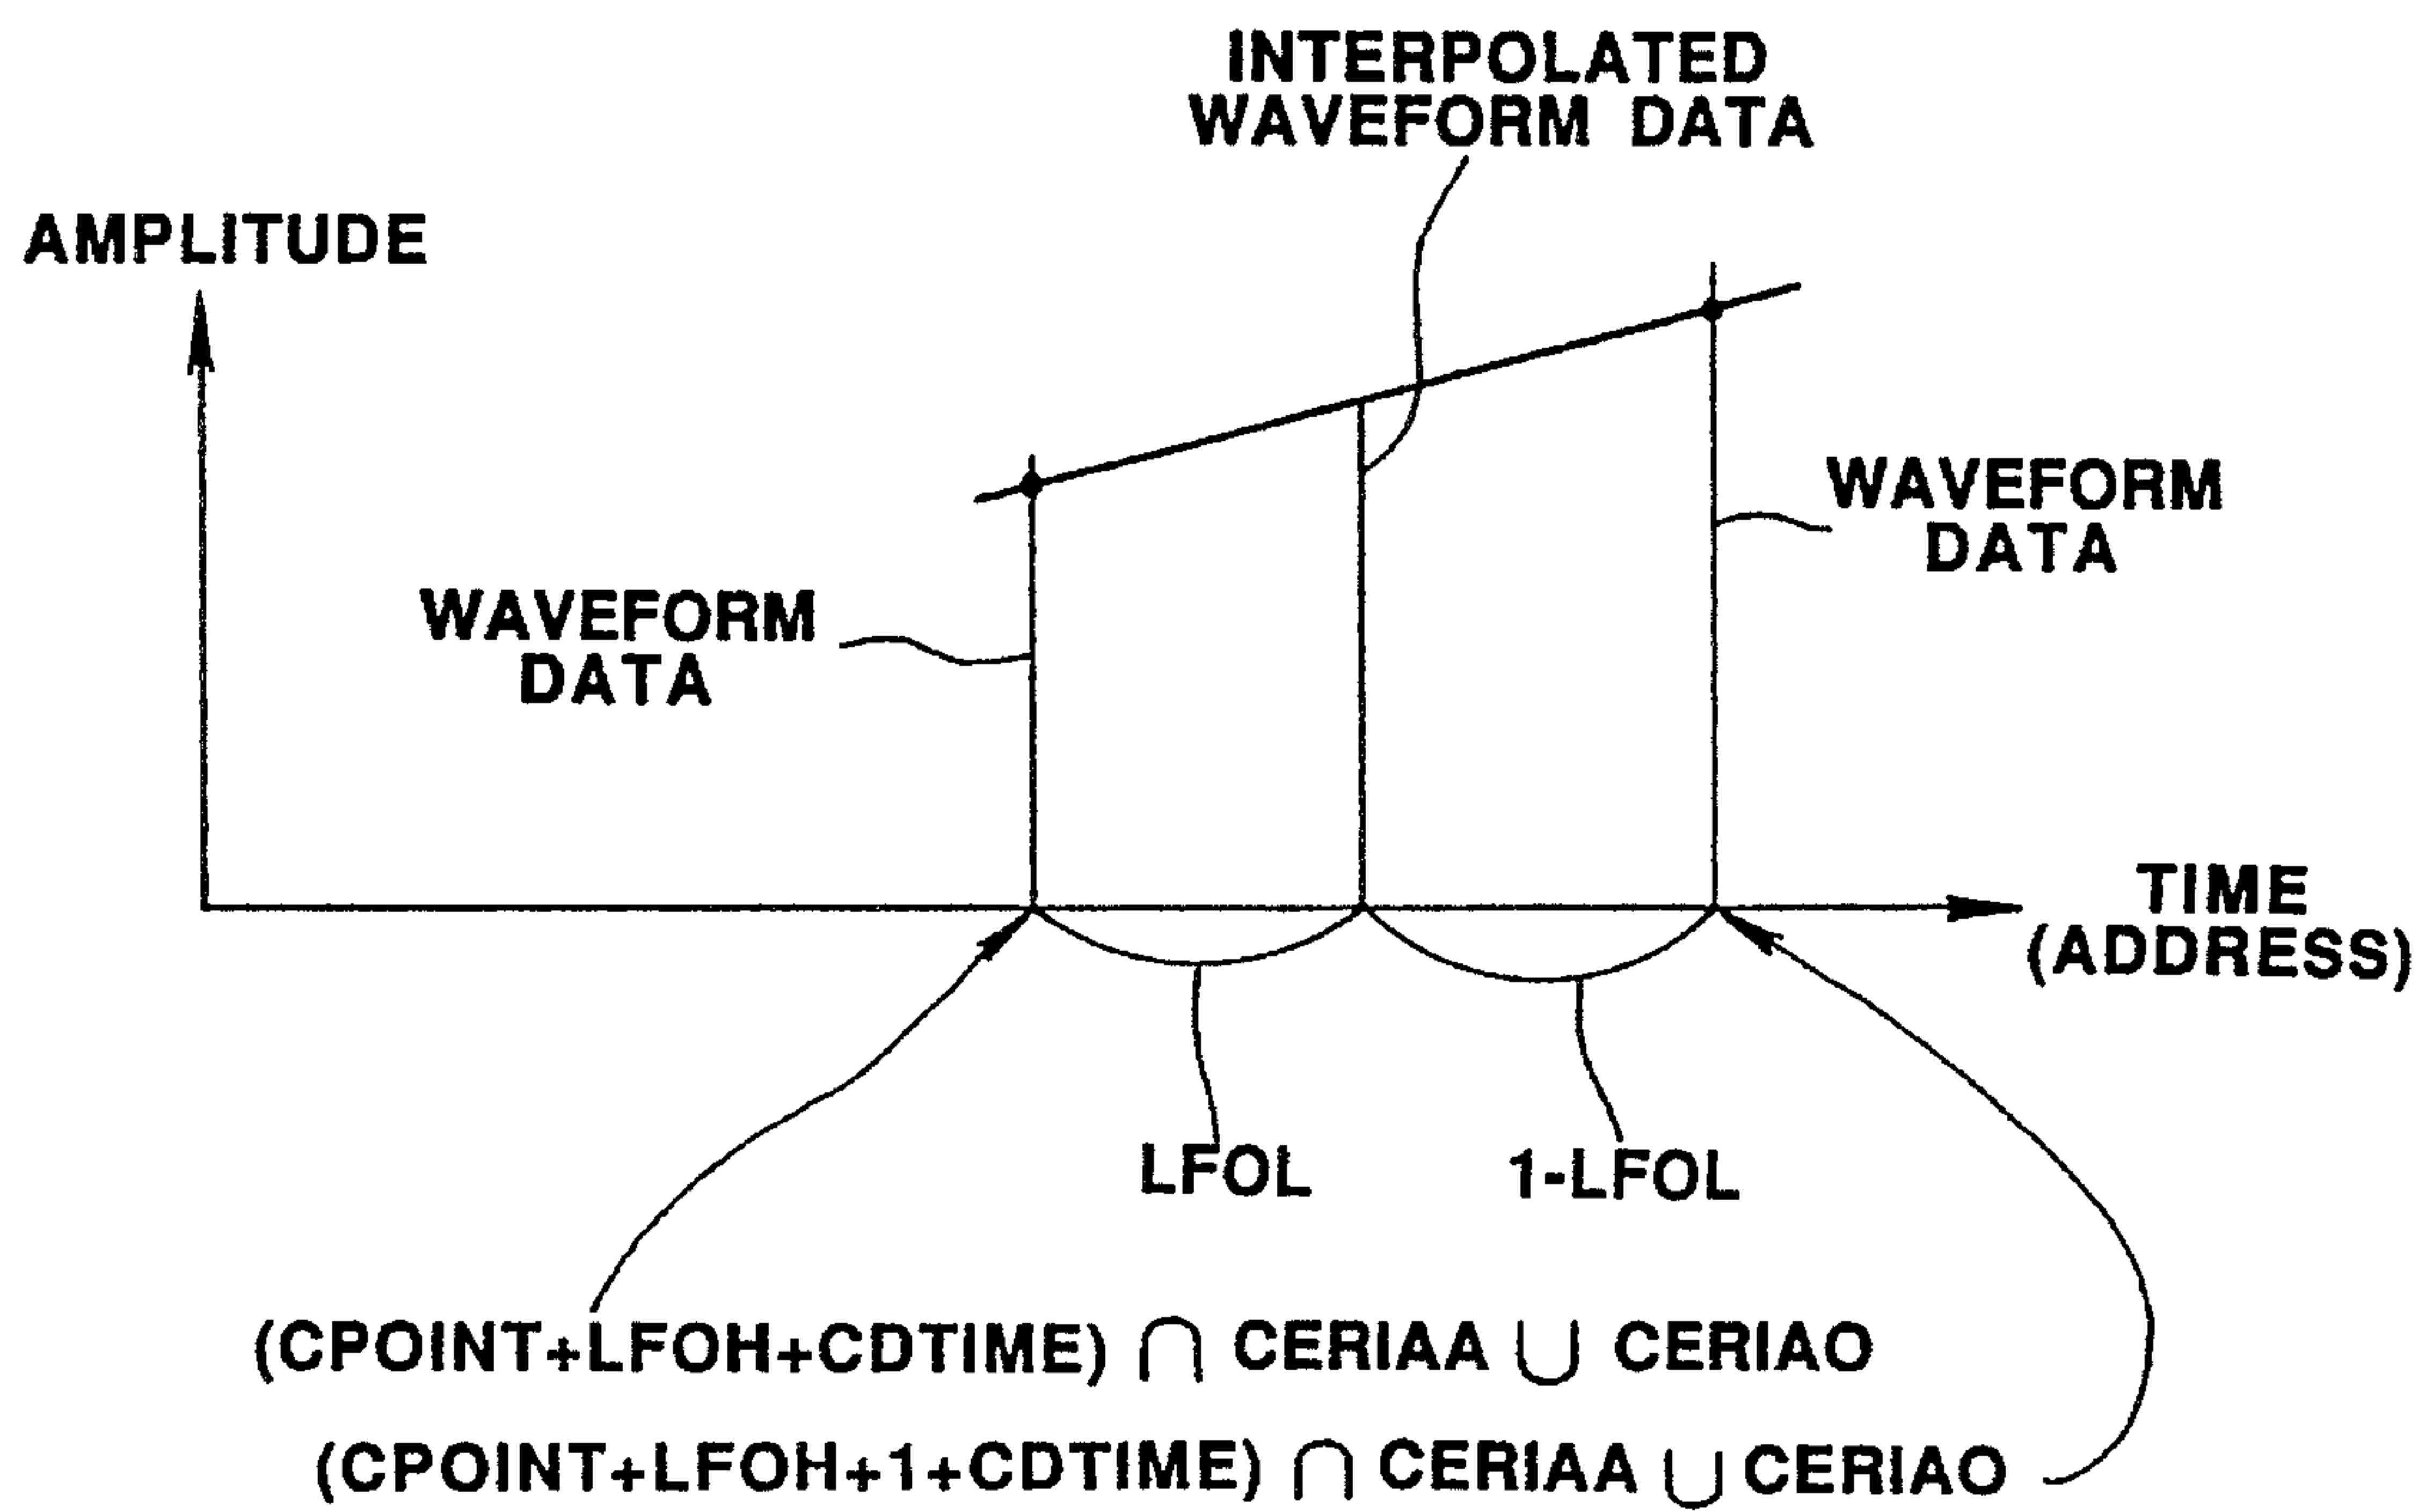 INTERPOLATED
WAVEFORM DATA
AMPLITUDE
WAVEFORM
DATA
WAVEFORM
DATA
TIME
(ADDRESS)
LFOL
1-LFOL
(CPOINT+LFOH+CDTIME) ∩ CERIAA ∪ CERIAO
(CPOINT+LFOH+1+CDTIME) ∩ CERIAA ∪ CERIAO